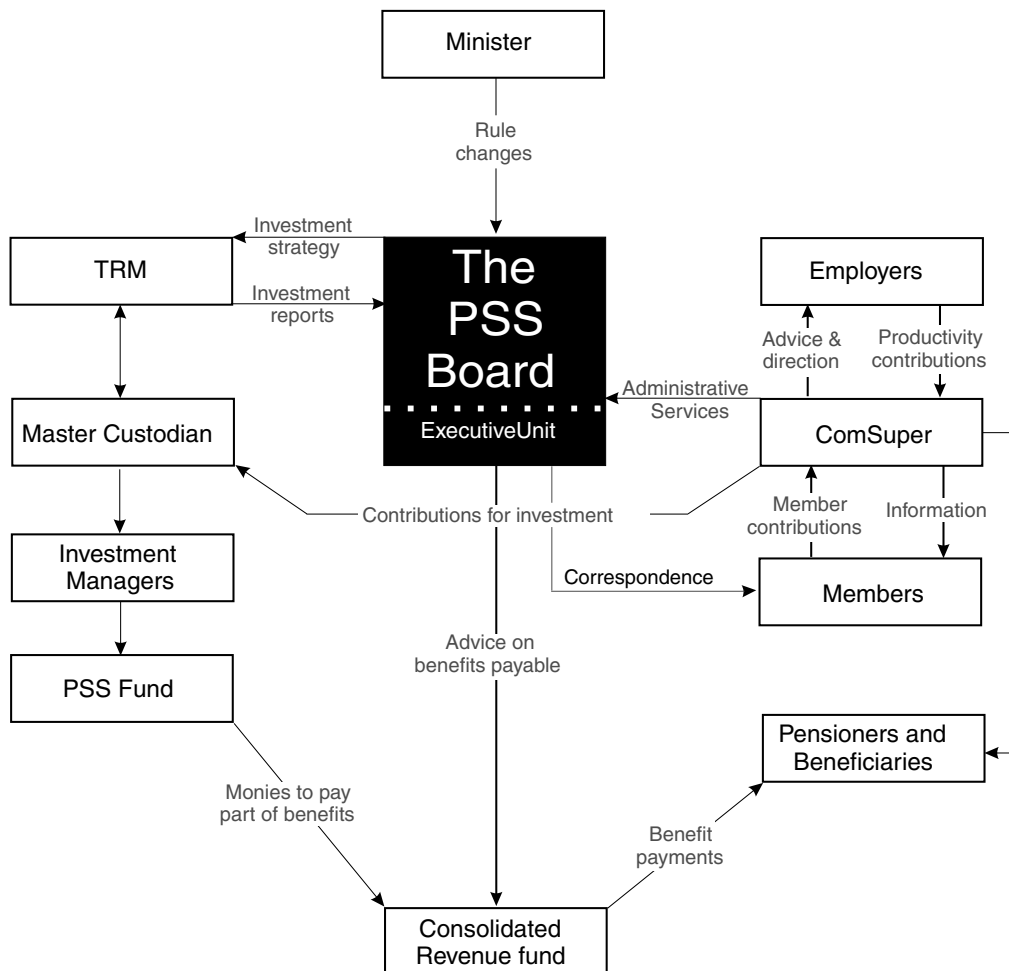 Minister
Rule
changes
Investment
strategy
TRM
Investment
reports
The
PSS
Board
ExecutiveUnit
Employers
Advice &
direction
Productivity
contributions
Administrative
Services
Master Custodian
ComSuper
Contributions for investment
Member
contributions
Information
Investment
Managers
Correspondence
Members
Advice on
benefits payable
PSS Fund
Pensioners and
Beneficiaries
Monies to pay
part of benefits
Benefit
payments
Consolidated
Revenue fund